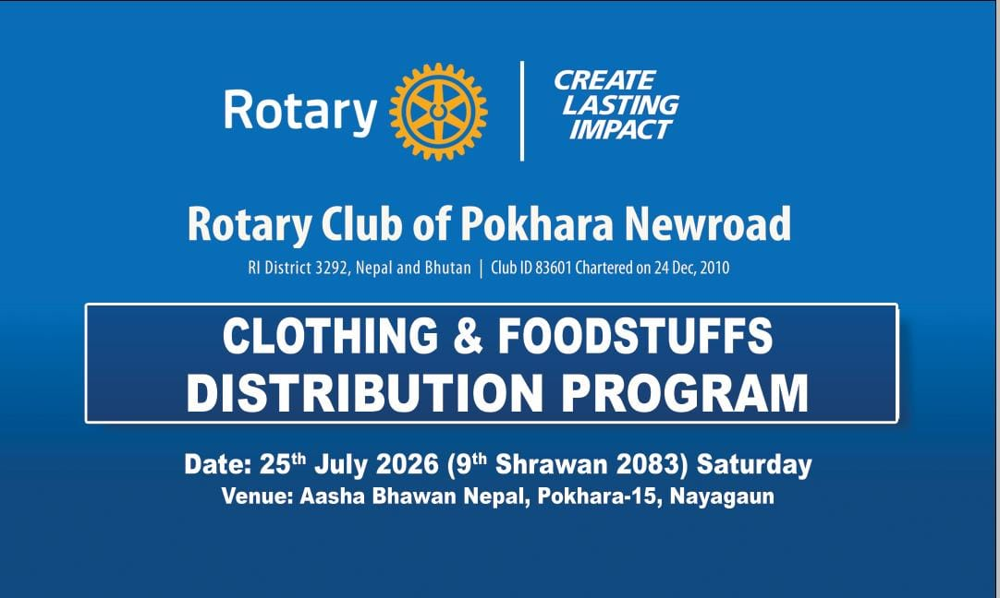 Rotary
CREATE
LASTING
IMPACT
Rotary Club of Pokhara Newroad
RI District 3292, Nepal and Bhutan | Club ID 83601 Chartered on 24 Dec, 2010
CLOTHING & FOODSTUFFS
DISTRIBUTION PROGRAM
Date: 25th July 2026 (9th Shrawan 2083) Saturday
Venue: Aasha Bhawan Nepal, Pokhara-15, Nayagaun